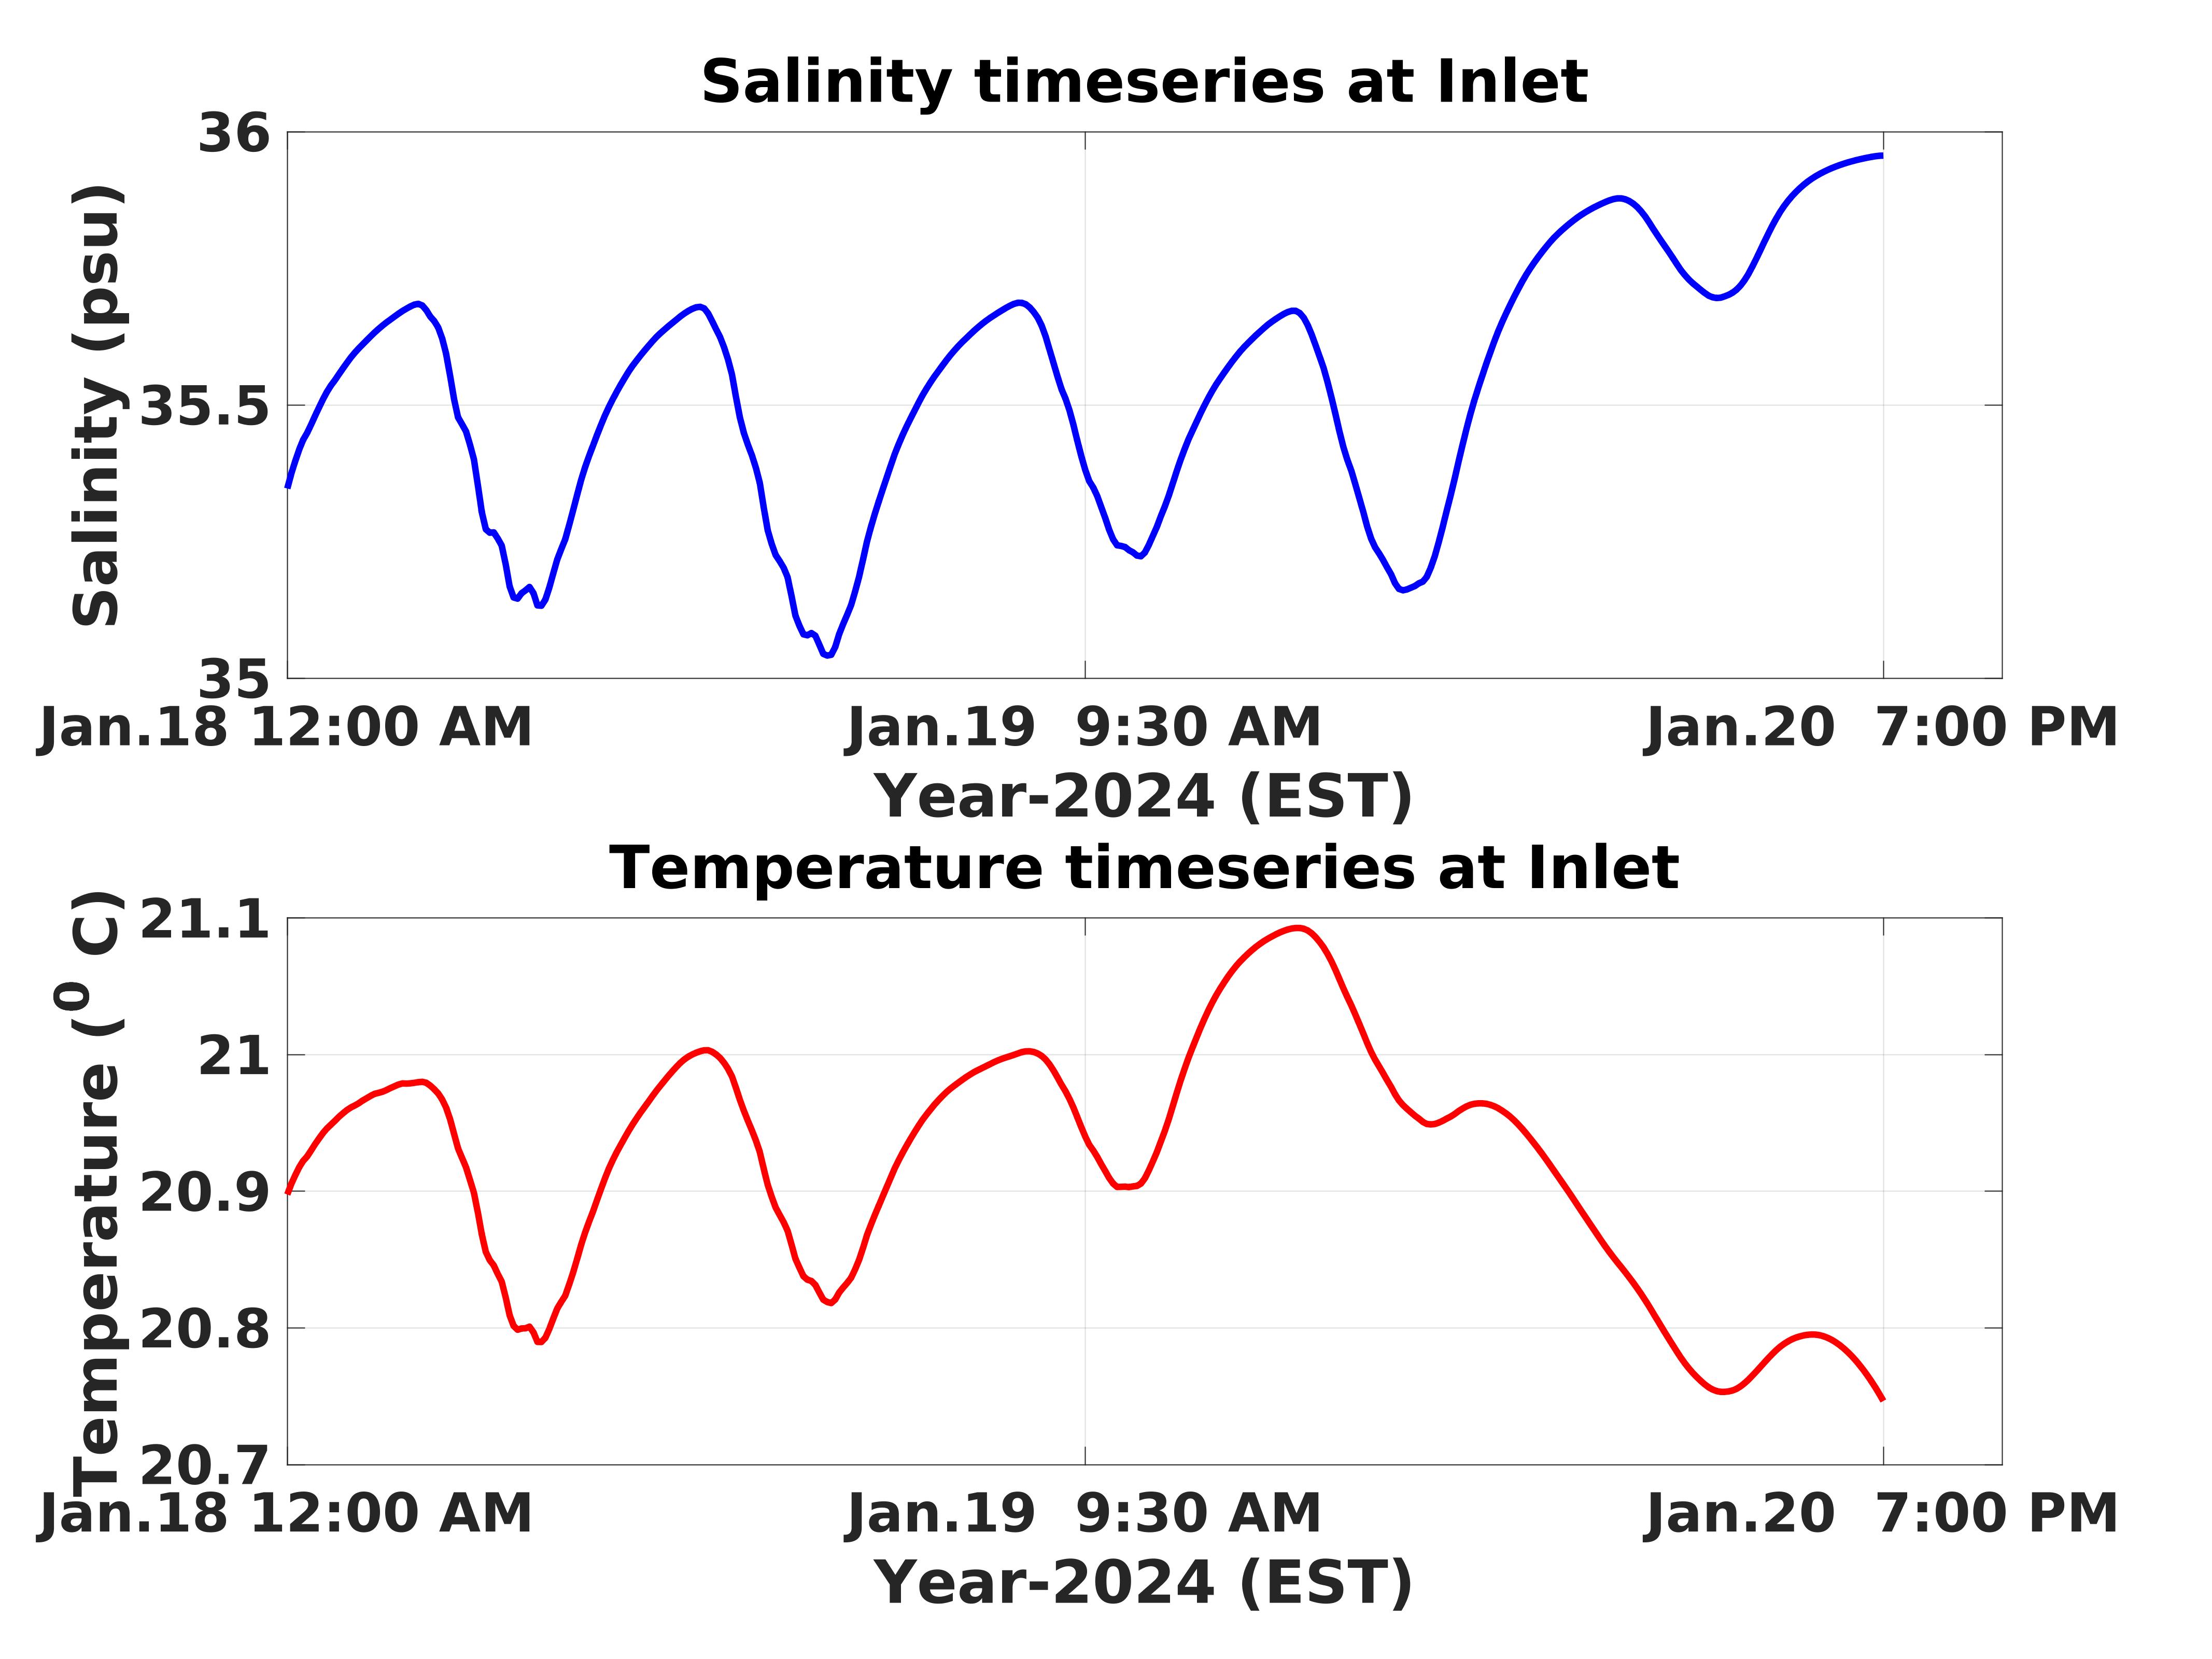 Salinity timeseries at Inlet
Salinity (psu)
36
35.5
35
Jan.18 12:00 AM Jan.19 9:30 AM Jan.20 7:00 PM
Year-2024 (EST)
Temperature timeseries at Inlet
Temperature (⁰ C)
21.1
21
20.9
20.8
20.7
Jan.18 12:00 AM Jan.19 9:30 AM Jan.20 7:00 PM
Year-2024 (EST)